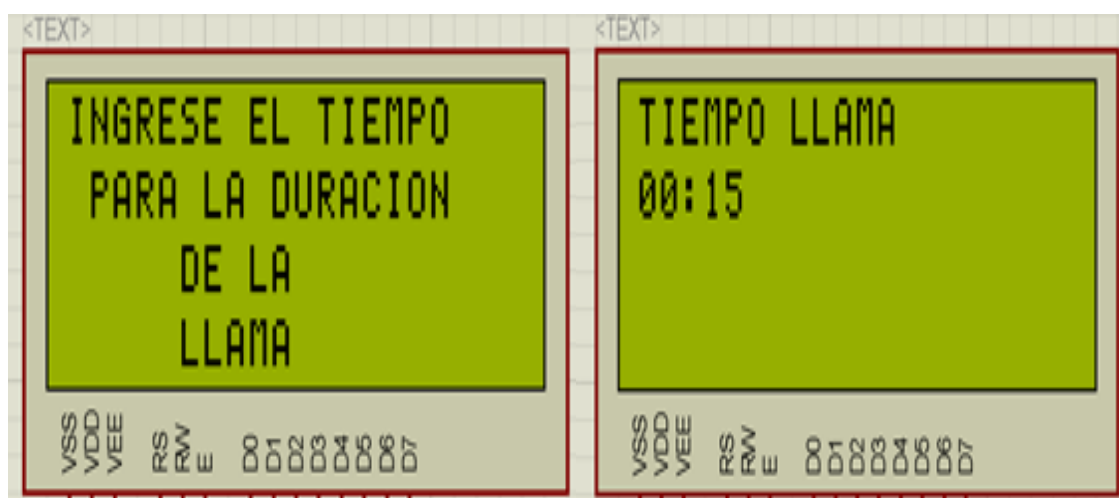 <TEXT>
INGRESE EL TIEMPO
PARA LA DURACION
DE LA
LLAMA
VSS
VDD
VEE
RS
RW
E
D0
D1
D2
D3
D4
D5
D6
D7
<TEXT>
TIEMPO LLAMA
00:15
VSS
VDD
VEE
RS
RW
E
D0
D1
D2
D3
D4
D5
D6
D7